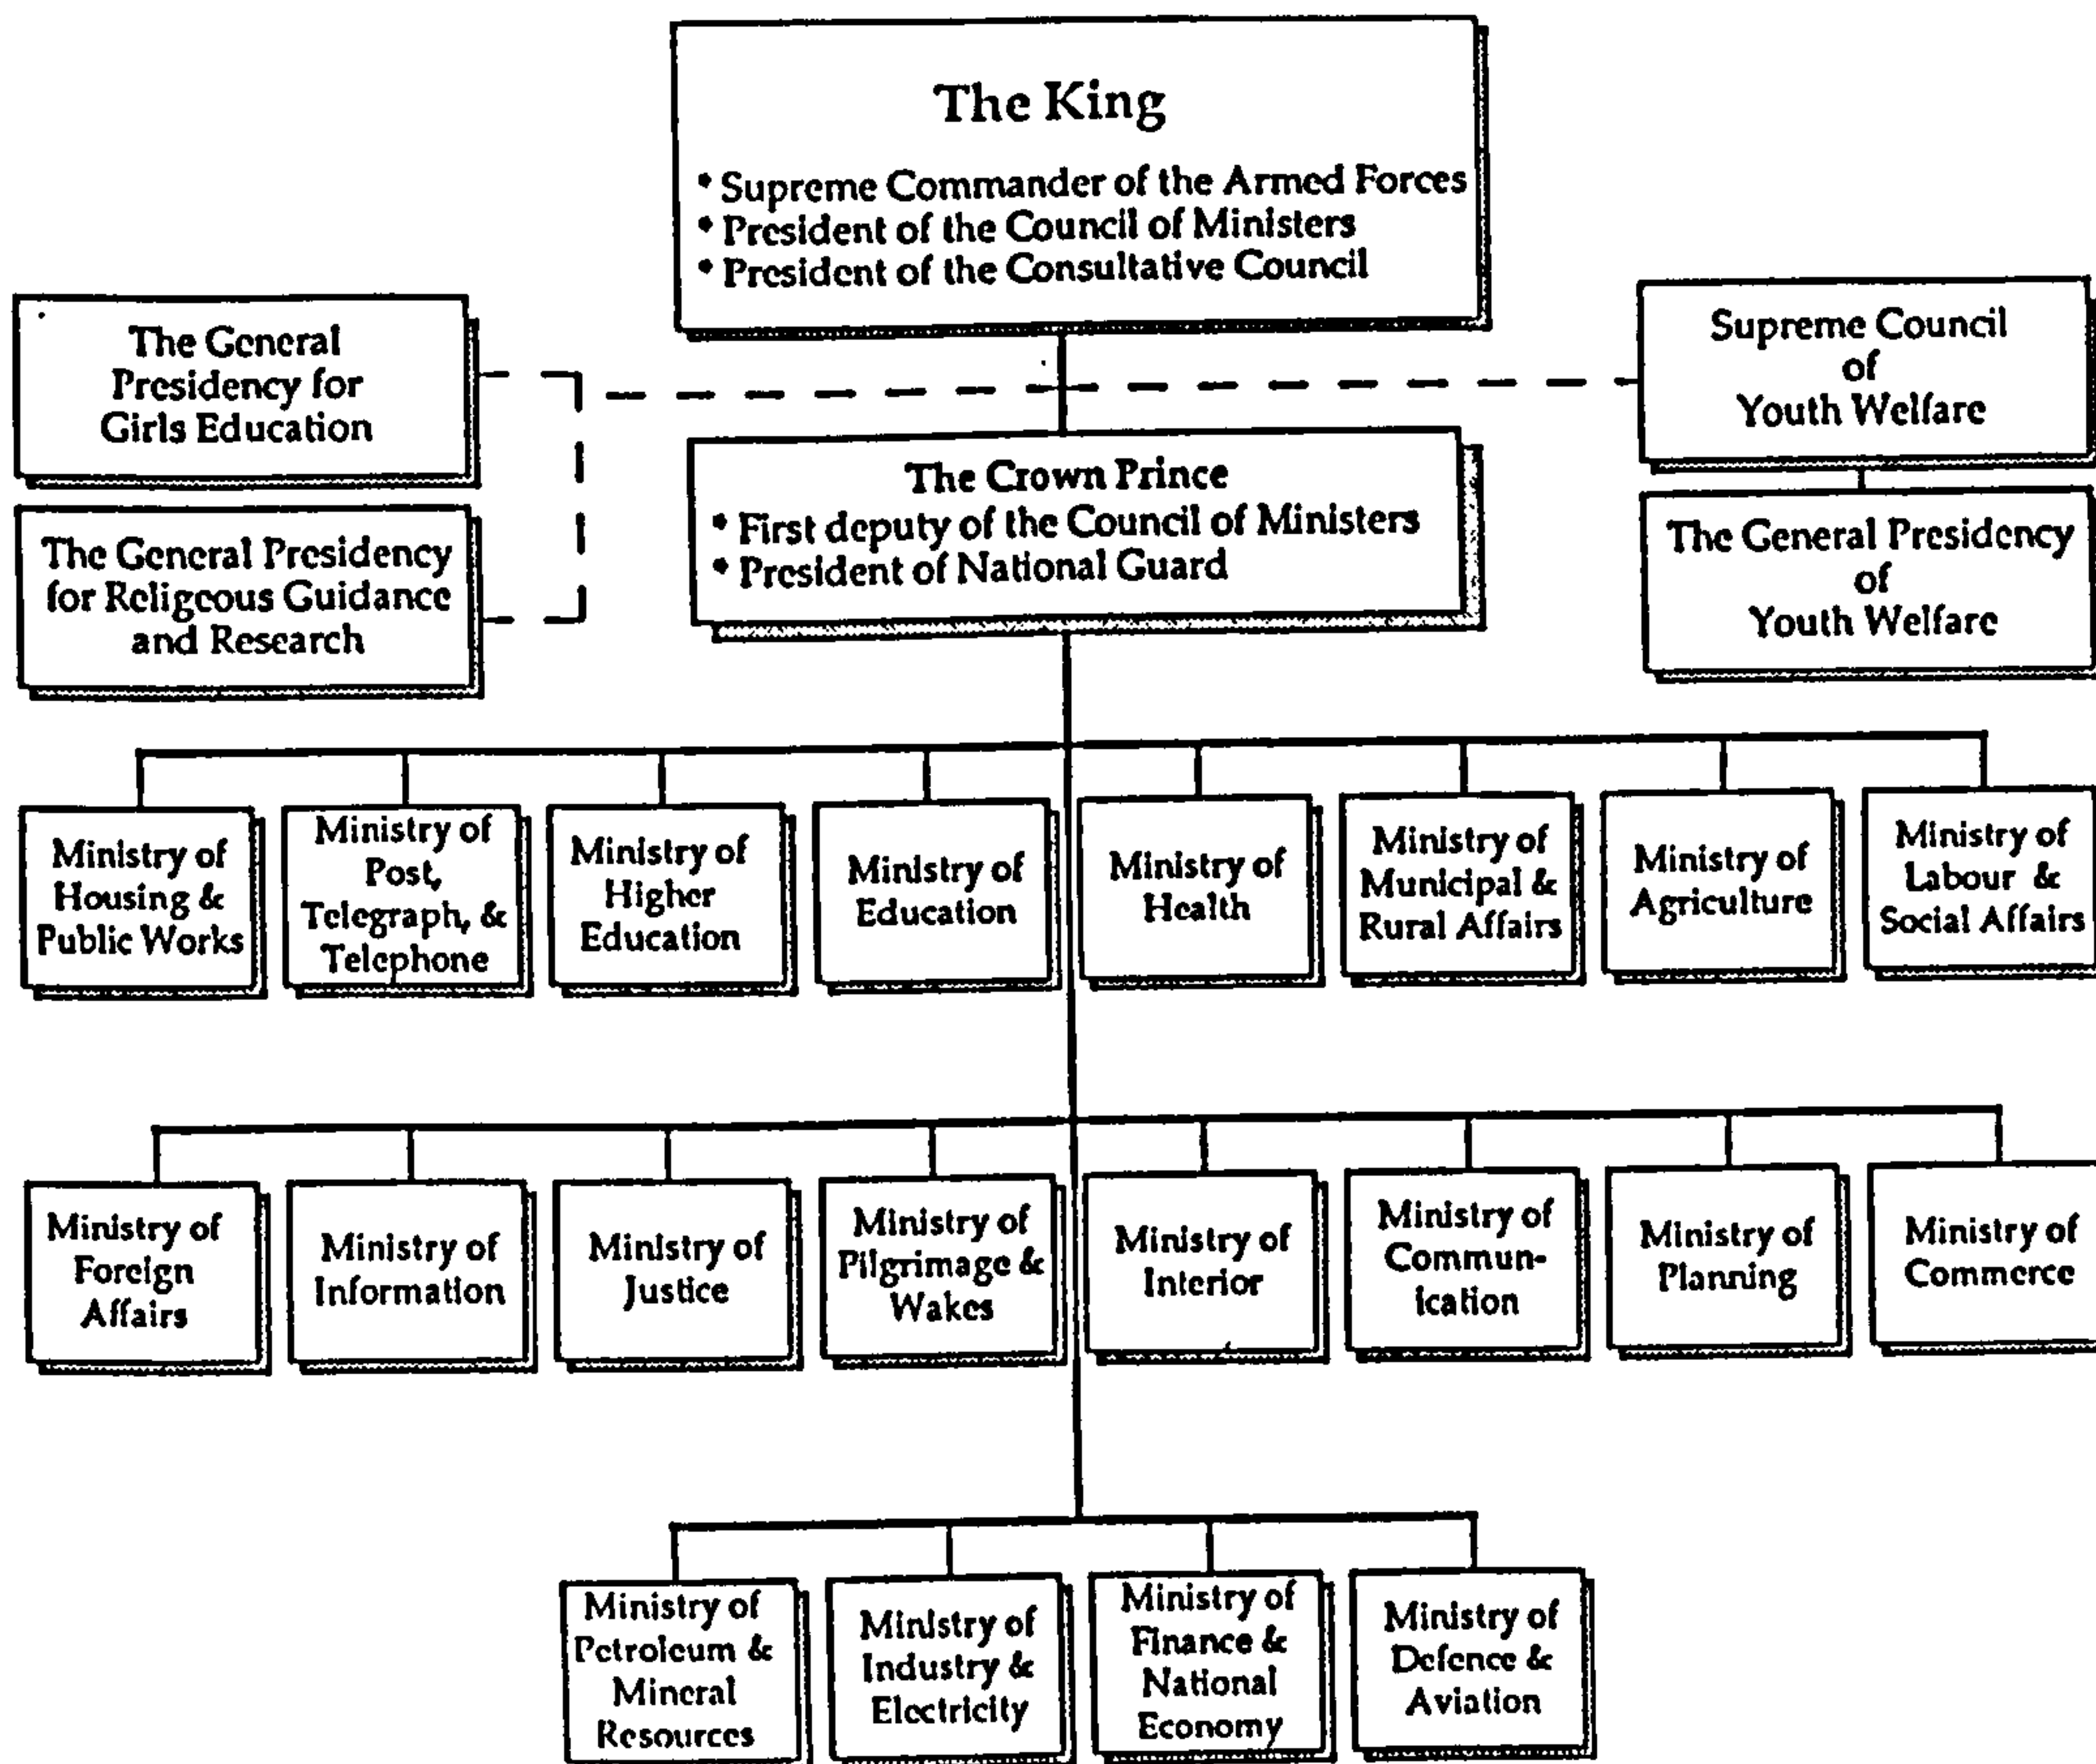 The King
• Supreme Commander of the Armed Forces
• President of the Council of Ministers
• President of the Consultative Council
The General
Presidency for
Girls Education
Supreme Council
of
Youth Welfare
The Crown Prince
• First deputy of the Council of Ministers
• President of National Guard
The General Presidency
for Religeous Guidance
and Research
The General Presidency
of
Youth Welfare
Ministry of
Housing &
Public Works
Ministry of
Post,
Telegraph, &
Telephone
Ministry of
Higher
Education
Ministry of
Education
Ministry of
Health
Ministry of
Municipal &
Rural Affairs
Ministry of
Agriculture
Ministry of
Labour &
Social Affairs
Ministry of
Foreign
Affairs
Ministry of
Information
Ministry of
Justice
Ministry of
Pilgrimage &
Wakes
Ministry of
Interior
Ministry of
Commun-
ication
Ministry of
Planning
Ministry of
Commerce
Ministry of
Petroleum &
Mineral
Resources
Ministry of
Industry &
Electricity
Ministry of
Finance &
National
Economy
Ministry of
Defence &
Aviation